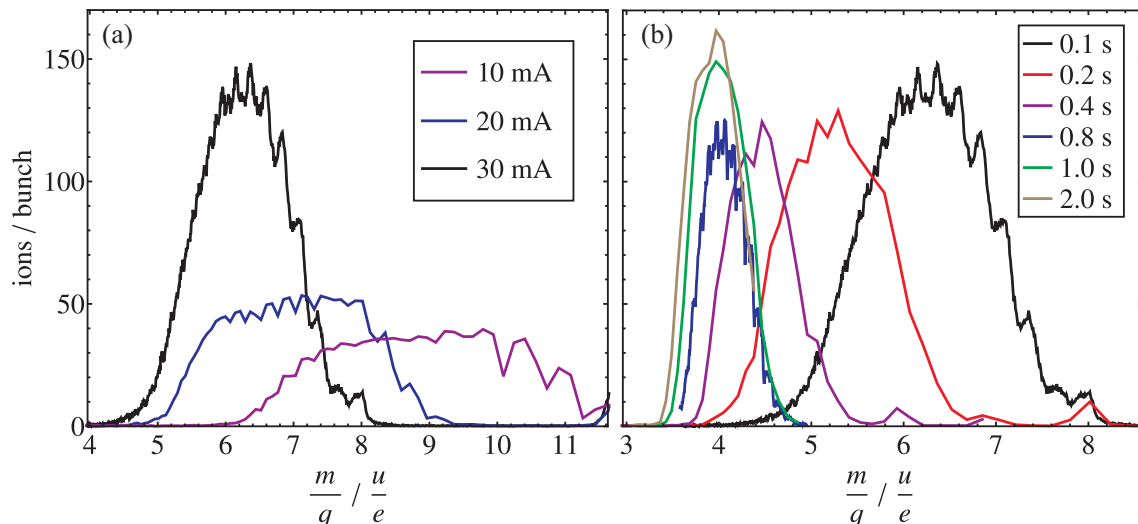 (a)
10 mA
20 mA
30 mA
ions / bunch
0
50
100
150
4 5 6 7 8 9 10 11
m/q / u/e
(b)
0.1 s
0.2 s
0.4 s
0.8 s
1.0 s
2.0 s
3 4 5 6 7 8
m/q / u/e